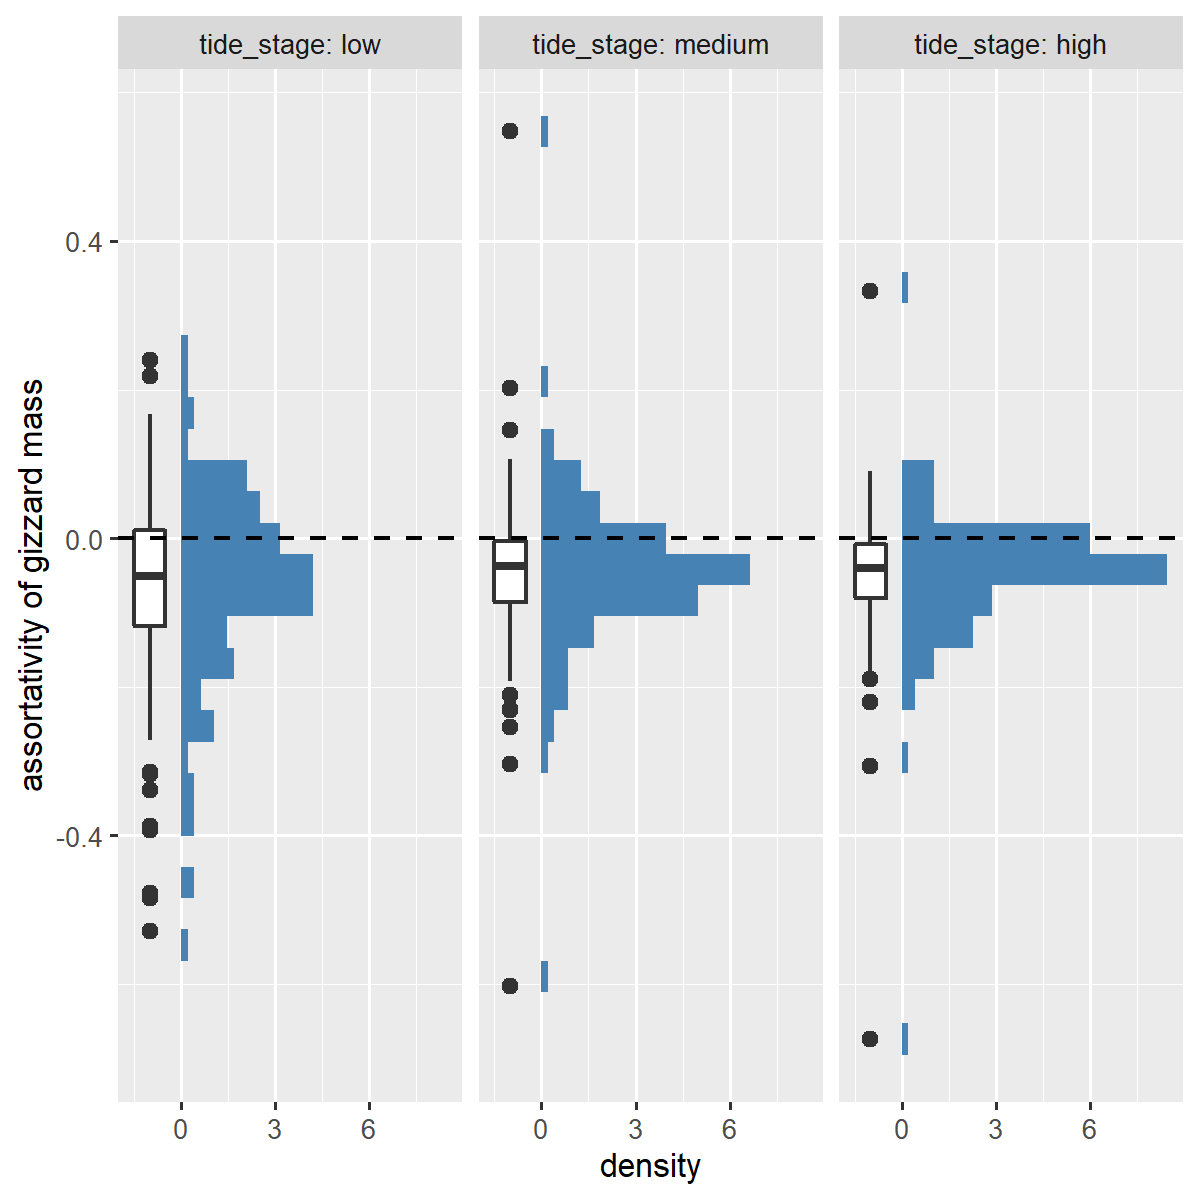 tide_stage: low
tide_stage: medium
tide_stage: high
assortativity of gizzard mass
0.4
0.0
-0.4
0 3 6
0 3 6
0 3 6
density